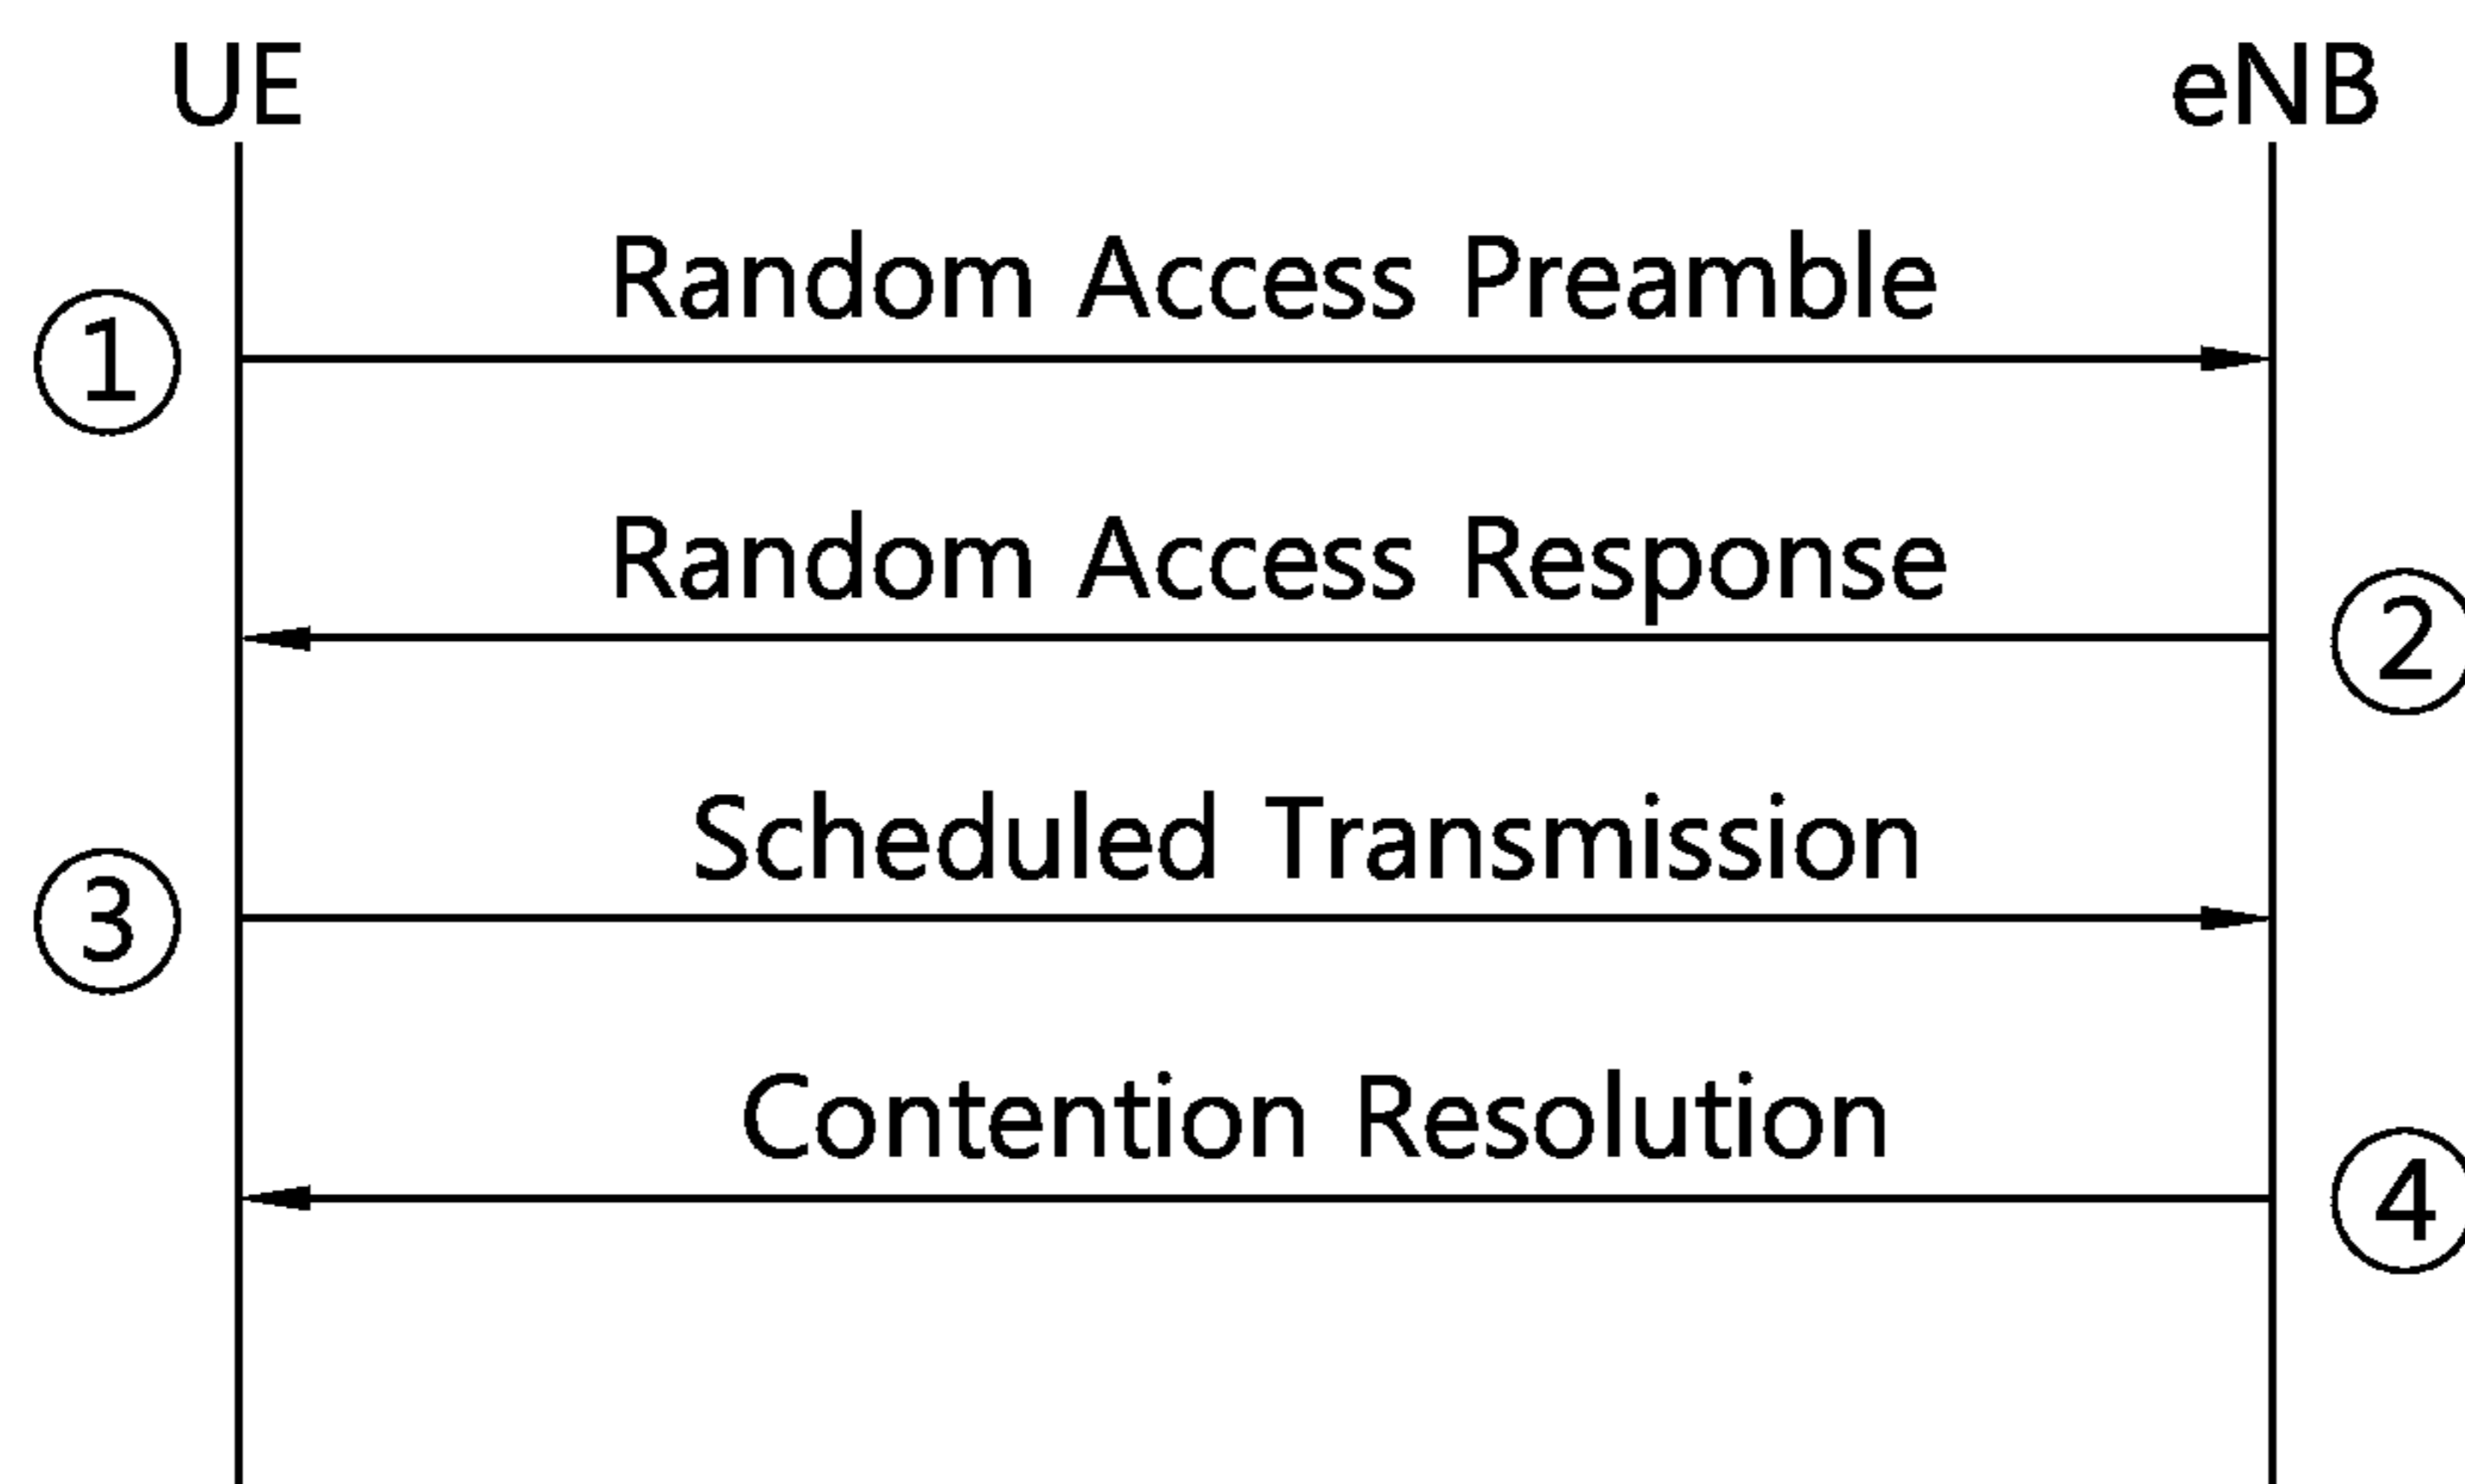 UE eNB
Random Access Preamble
①
Random Access Response
②
Scheduled Transmission
③
Contention Resolution
④